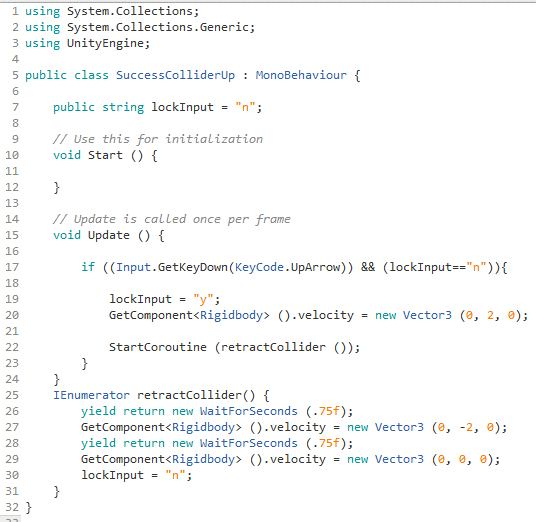 1 using System.Collections;
2 using System.Collections.Generic;
3 using UnityEngine;
4
5 public class SuccessColliderUp : MonoBehaviour {
6
7     public string lockInput = "n";
8
9     // Use this for initialization
10     void Start () {
11
12     }
13
14     // Update is called once per frame
15     void Update () {
16
17         if ((Input.GetKeyDown(KeyCode.UpArrow)) && (lockInput=="n")){
18
19             lockInput = "y";
20             GetComponent<Rigidbody> ().velocity = new Vector3 (0, 2, 0);
21
22             StartCoroutine (retractCollider ());
23         }
24     }
25     IEnumerator retractCollider() {
26         yield return new WaitForSeconds (.75f);
27         GetComponent<Rigidbody> ().velocity = new Vector3 (0, -2, 0);
28         yield return new WaitForSeconds (.75f);
29         GetComponent<Rigidbody> ().velocity = new Vector3 (0, 0, 0);
30         lockInput = "n";
31     }
32 }